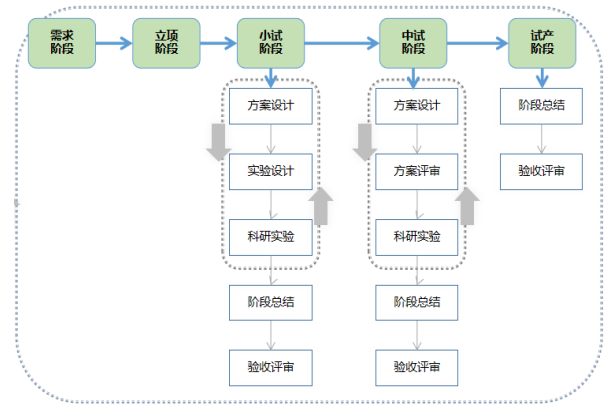 需求
阶段
立项
阶段
小试
阶段
中试
阶段
试产
阶段
方案设计
实验设计
科研实验
阶段总结
验收评审
方案设计
方案评审
科研实验
阶段总结
验收评审
阶段总结
验收评审